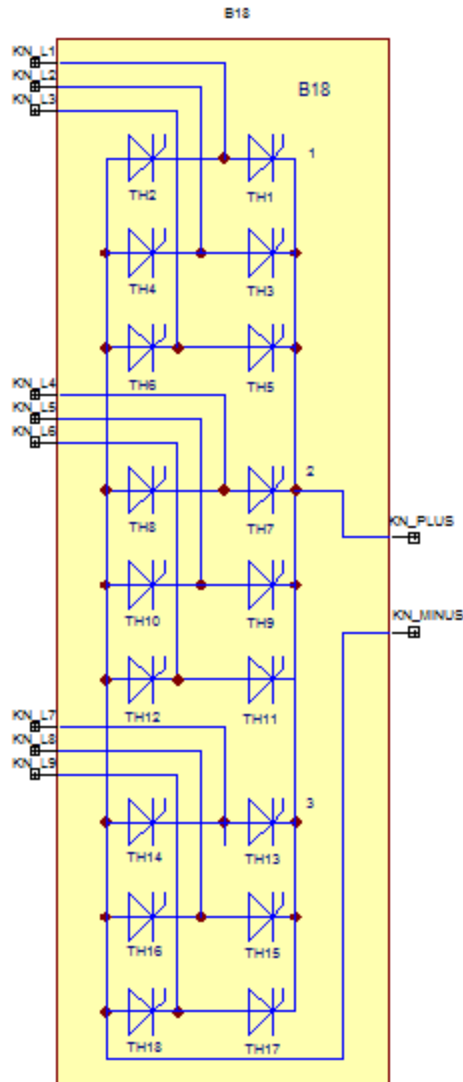 B18
KN_L1
KN_L2
KN_L3
B18
1
TH2
TH1
TH4
TH3
TH6
TH5
KN_L4
KN_L5
KN_L6
2
TH8
TH7
KN_PLUS
TH10
TH9
KN_MINUS
TH12
TH11
KN_L7
KN_L8
KN_L9
3
TH14
TH13
TH16
TH15
TH18
TH17